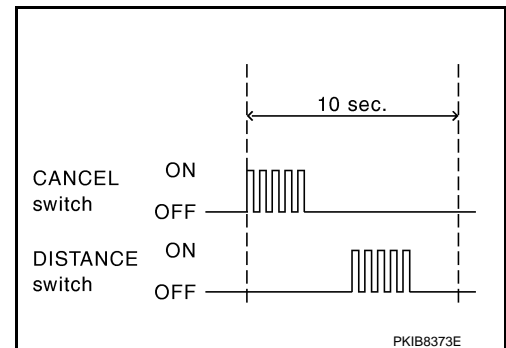 10 sec.
CANCEL
switch
ON
OFF
DISTANCE
switch
ON
OFF
PKIB8373E